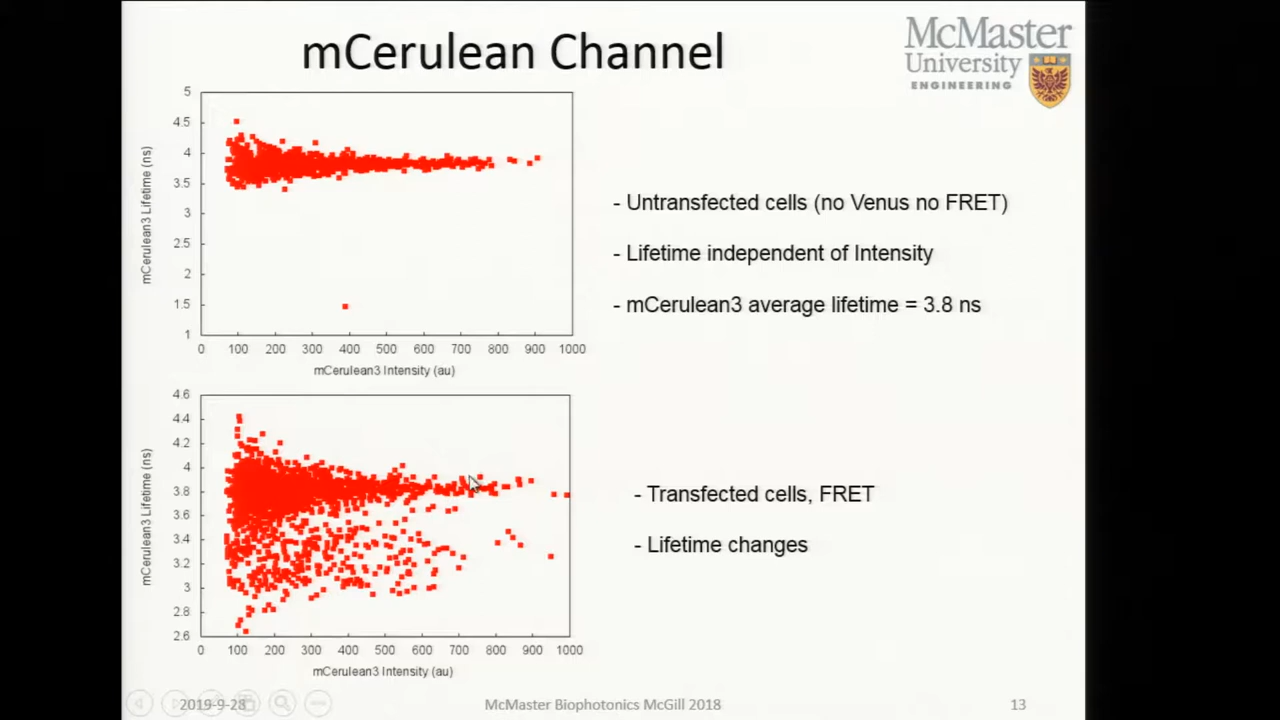 mCerulean Channel
McMaster
University
ENGINEERING
5
4.5
4
3.5
3
2.5
2
1.5
1
mCerulean3 Lifetime (ns)
0 100 200 300 400 500 600 700 800 900 1000
mCerulean3 Intensity (au)
- Untransfected cells (no Venus no FRET)
- Lifetime independent of Intensity
- mCerulean3 average lifetime = 3.8 ns
4.6
4.4
4.2
4
3.8
3.6
3.4
3.2
3
2.8
2.6
mCerulean3 Lifetime (ns)
0 100 200 300 400 500 600 700 800 900 1000
mCerulean3 Intensity (au)
- Transfected cells, FRET
- Lifetime changes
2019-9-28
McMaster Biophotonics McGill 2018
13